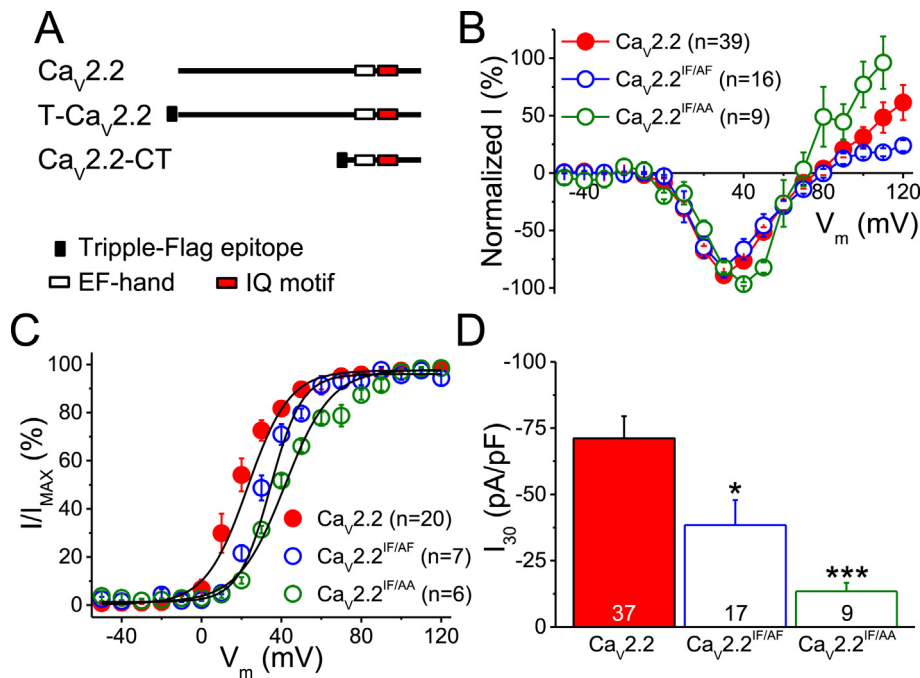 A
CaV2.2
T-CaV2.2
CaV2.2-CT
Tripple-Flag epitope
EF-hand
IQ motif
B
Normalized I (%)
100
50
0
-50
-100
CaV2.2 (n=39)
CaV2.2IF/AF (n=16)
CaV2.2IF/AA (n=9)
-40 40 80 120
Vm (mV)
C
I/IMAX (%)
100
80
60
40
20
0
CaV2.2 (n=20)
CaV2.2IF/AF (n=7)
CaV2.2IF/AA (n=6)
-40 0 40 80 120
Vm (mV)
D
I30 (pA/pF)
-100
-75
-50
-25
0
*
***
37 17 9
CaV2.2 CaV2.2IF/AF CaV2.2IF/AA